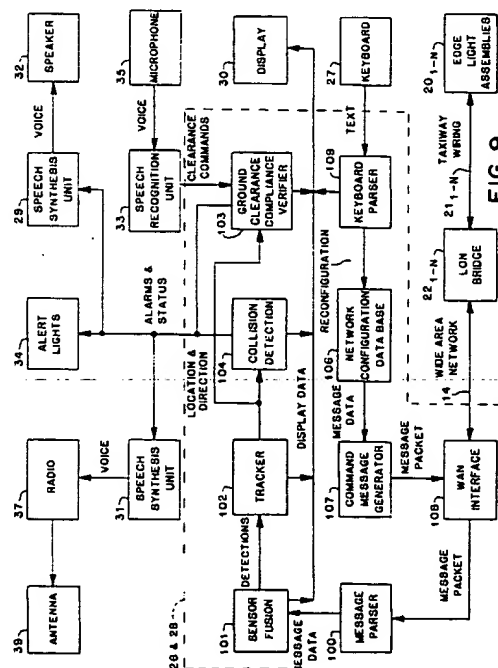 39
ANTENNA
37
RADIO
VOICE
34
ALERT
LIGHTS
29
SPEECH SYNTHESIS
UNIT
VOICE
32
SPEAKER
31
SPEECH
SYNTHESIS
UNIT
ALARMS &
STATUS
33
SPEECH
RECOGNITION
UNIT
VOICE
35
MICROPHONE
CLEARANCE
COMMANDS
26 & 28
LOCATION &
DIRECTION
101
SENSOR
FUSION
DETECTIONS
102
TRACKER
104
COLLISION
DETECTION
103
GROUND
CLEARANCE
COMPLIANCE
VERIFIER
30
DISPLAY
DISPLAY DATA
MESSAGE
DATA
100
MESSAGE
PARSER
107
COMMAND
MESSAGE
GENERATOR
MESSAGE
DATA
106
NETWORK
CONFIGURATION
DATA BASE
RECONFIGURATION
109
KEYBOARD
PARSER
TEXT
27
KEYBOARD
MESSAGE
PACKET
MESSAGE PACKET
108
WAN
INTERFACE
14
WIDE AREA
NETWORK
22 1-N
LON
BRIDGE
21 1-N
TAXIWAY
WIRING
20 1-N
EDGE LIGHT
ASSEMBLIES
FIG. 9